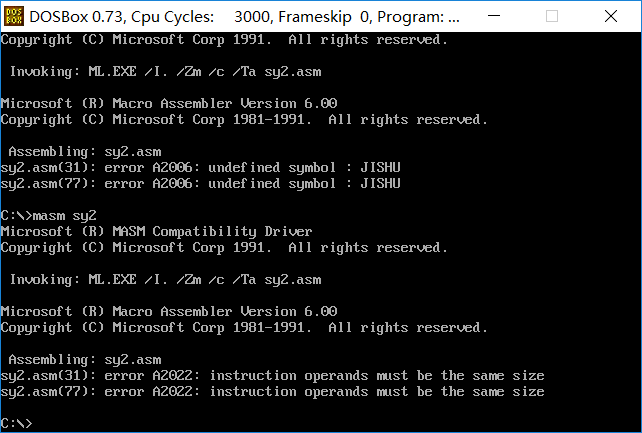 DOSBox 0.73, Cpu Cycles: 3000, Frameskip 0, Program: ...
Copyright (C) Microsoft Corp 1991. All rights reserved.
Invoking: ML.EXE /I. /Zm /c /Ta sy2.asm
Microsoft (R) Macro Assembler Version 6.00
Copyright (C) Microsoft Corp 1981-1991. All rights reserved.
Assembling: sy2.asm
sy2.asm(31): error A2006: undefined symbol : JISHU
sy2.asm(77): error A2006: undefined symbol : JISHU
C:\>masm sy2
Microsoft (R) MASM Compatibility Driver
Copyright (C) Microsoft Corp 1991. All rights reserved.
Invoking: ML.EXE /I. /Zm /c /Ta sy2.asm
Microsoft (R) Macro Assembler Version 6.00
Copyright (C) Microsoft Corp 1981-1991. All rights reserved.
Assembling: sy2.asm
sy2.asm(31): error A2022: instruction operands must be the same size
sy2.asm(77): error A2022: instruction operands must be the same size
C:\>